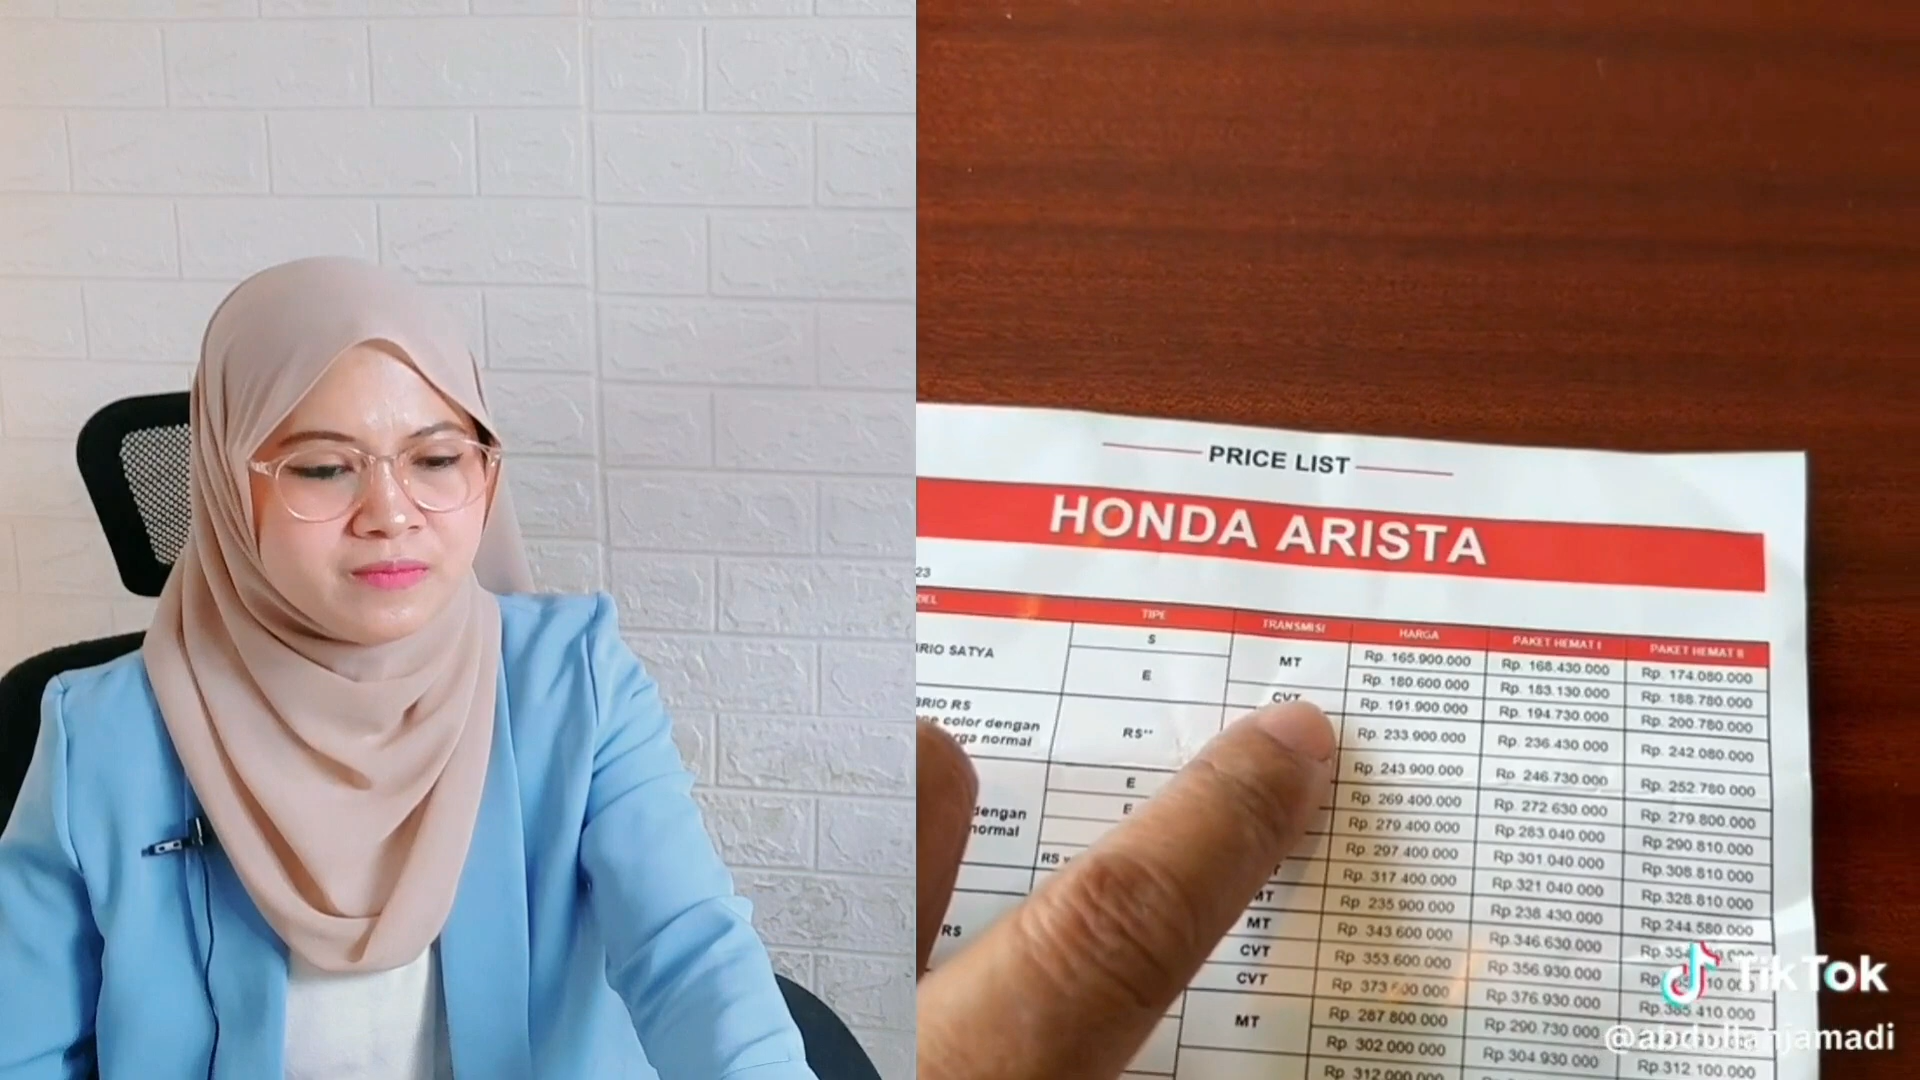 PRICE LIST
HONDA ARISTA
23
TIPE TRANSMISI HARGA PAKET HEMAT I PAKET HEMAT II
S MT Rp. 165.900.000 Rp. 168.430.000 Rp. 174.080.000
RIO SATYA E Rp. 180.600.000 Rp. 183.130.000 Rp. 188.780.000
CVT Rp. 191.900.000 Rp. 194.730.000 Rp. 200.780.000
BRIO RS
color dengan
rga normal
RS** Rp. 233.900.000 Rp. 236.430.000 Rp. 242.080.000
Rp. 243.900.000 Rp. 246.730.000 Rp. 252.780.000
E Rp. 269.400.000 Rp. 272.630.000 Rp. 279.800.000
dengan
normal
E Rp. 279.400.000 Rp.283.040.000 Rp.290.810.000
Rp. 297.400.000 Rp. 301.040.000 Rp. 308.810.000
RS Rp. 317.400.000 Rp. 321.040.000 Rp. 328.810.000
MT Rp. 235.900.000 Rp. 238.430.000 Rp.244.580.000
RS MT Rp. 343.600.000 Rp. 346.630.000
CVT Rp. 353.600.000 Rp.356.930.000
CVT Rp. 373.600.000 Rp. 376.930.000 Rp.385.410.000
MT Rp. 287.800.000 Rp.290.730.000
Rp. 302.000.000 Rp.304.930.000 Rp.312.100.000
Rp. 312.000.000
TikTok
@abdullahjamadi